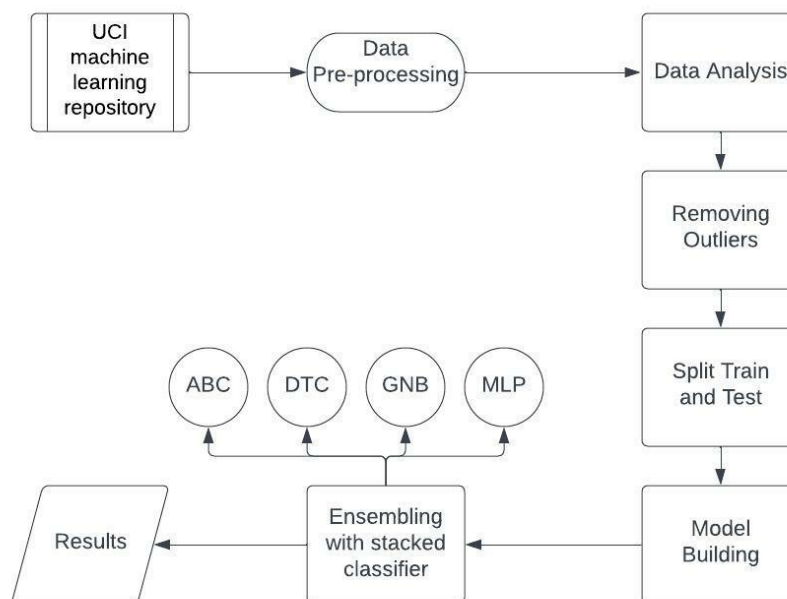 UCI
machine
learning
repository
Data
Pre-processing
Data Analysis
Removing
Outliers
Split Train
and Test
ABC
DTC
GNB
MLP
Model
Building
Ensembling
with stacked
classifier
Results